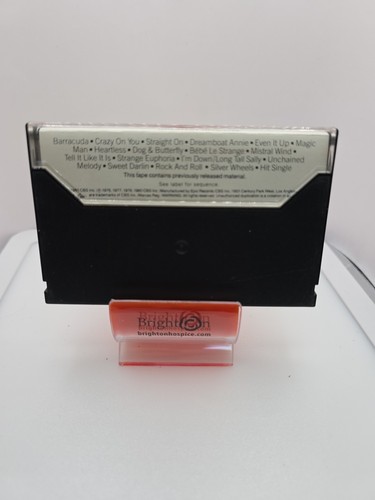 Barracuda • Crazy On You • Straight On • Dreamboat Annie • Even It Up • Magic
Man • Heartless • Dog & Butterfly • Bébé Le Strange • Mistral Wind •
Tell It Like It Is • Strange Euphoria • I'm Down/Long Tall Sally • Unchained
Melody • Sweet Darlin • Rock And Roll • Silver Wheels • Hit Single
This tape contains previously released material.
See label for sequence.
Brighton
brightonhospice.com